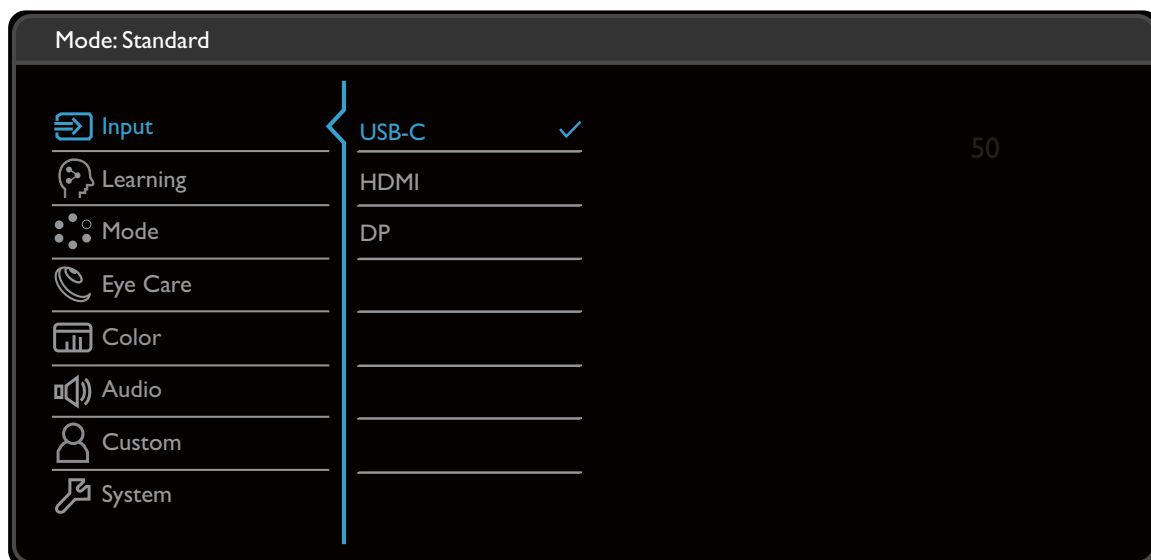 Mode: Standard
Input
Learning
Mode
Eye Care
Color
Audio
Custom
System
USB-C
HDMI
DP
50